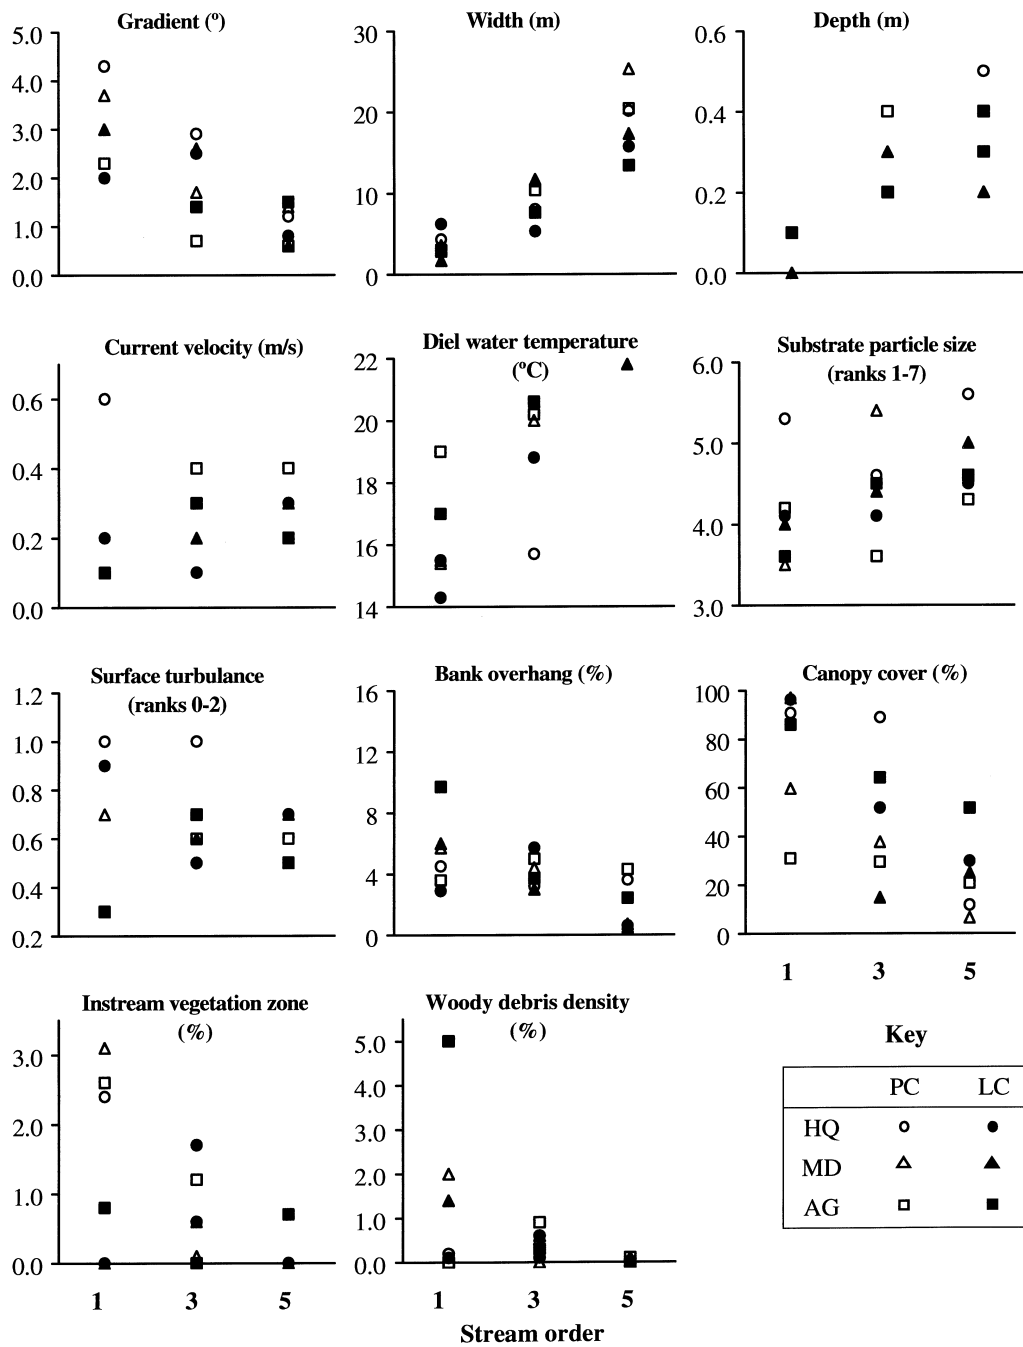 Gradient (º) Width (m) Depth (m)
5.0
4.0
3.0
2.0
1.0
0.0
30
20
10
0
0.6
0.4
0.2
0.0
Current velocity (m/s)
0.6
0.4
0.2
0.0
Diel water temperature
(ºC)
22
20
18
16
14
Substrate particle size
(ranks 1-7)
6.0
5.0
4.0
3.0
Surface turbulance
(ranks 0-2)
1.2
1.0
0.8
0.6
0.4
0.2
Bank overhang (%)
16
12
8
4
0
Canopy cover (%)
100
80
60
40
20
0
1 3 5
Instream vegetation zone
(%)
3.0
2.0
1.0
0.0
1 3 5
Woody debris density
(%)
5.0
4.0
3.0
2.0
1.0
0.0
1 3 5
Stream order
Key
PC LC
HQ
MD
AG